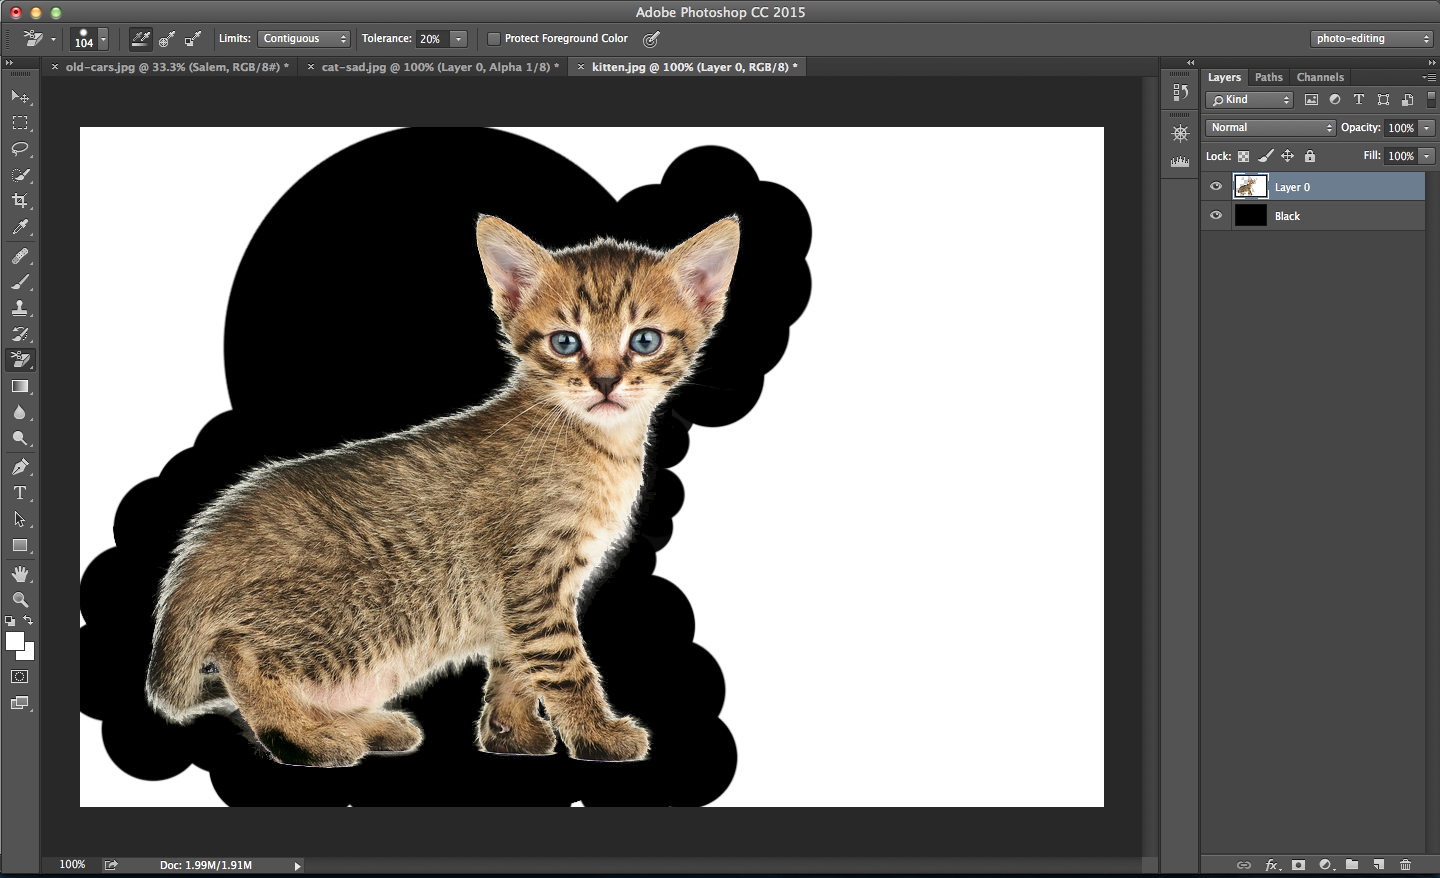 Adobe Photoshop CC 2015
104 Limits: Contiguous Tolerance: 20% Protect Foreground Color photo-editing
old-cars.jpg @ 33.3% (Salem, RGB/8#) * cat-sad.jpg @ 100% (Layer 0, Alpha 1/8) * kitten.jpg @ 100% (Layer 0, RGB/8) *
Layers Paths Channels
Kind
Normal Opacity: 100%
Lock: Fill: 100%
Layer 0
Black
100% Doc: 1.99M/1.91M